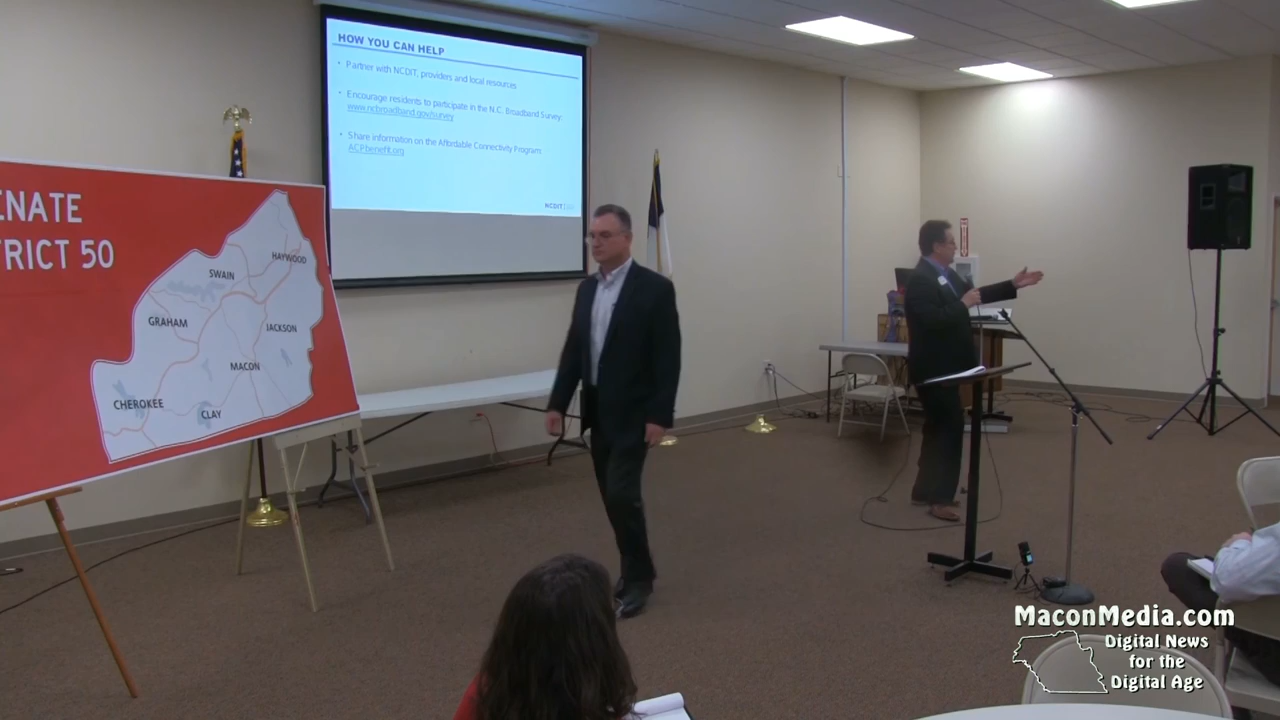 HOW YOU CAN HELP
• Partner with NCDIT, providers and local resources
• Encourage residents to participate in the N.C. Broadband Survey:
www.ncbroadband.gov/survey
• Share information on the Affordable Connectivity Program:
ACPbenefit.org
NCDIT
ENATE
TRICT 50
HAYWOOD
SWAIN
GRAHAM
JACKSON
MACON
CHEROKEE
CLAY
MaconMedia.com
Digital News
for the
Digital Age